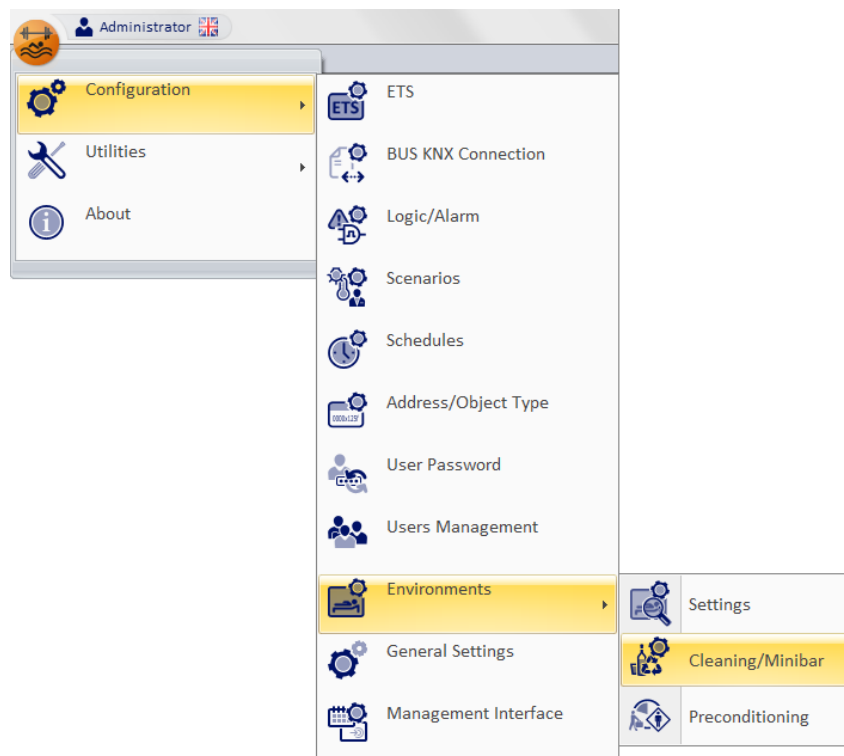 Administrator
Configuration
Utilities
About
ETS
ETS
BUS KNX Connection
Logic/Alarm
Scenarios
Schedules
Address/Object Type
User Password
Users Management
Environments
General Settings
Management Interface
Settings
Cleaning/Minibar
Preconditioning